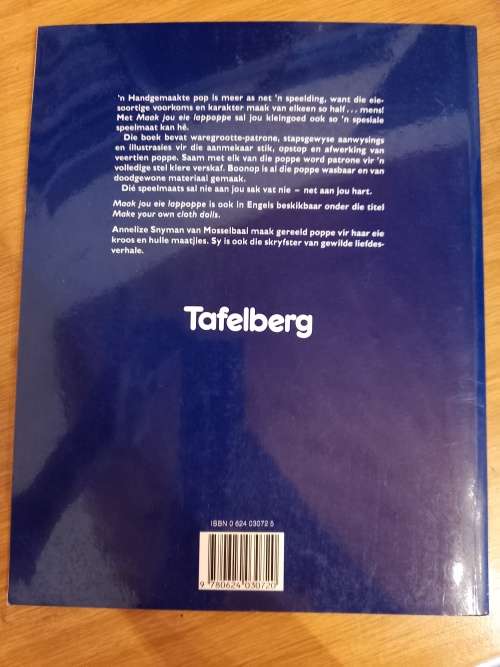 'n Handgemaakte pop is meer as net 'n speelding, want die eie-
soortige voorkoms en karakter maak van elkeen so half ... mens!
Met Maak jou eie lappoppe sal jou kleingoed ook so 'n spesiale
speelmaat kan hê.
Die boek bevat waregrootte-patrone, stapsgewyse aanwysings
en illustrasies vir die aanmekaar stik, opstop en afwerking van
veertien poppe. Saam met elk van die poppe word patrone vir 'n
volledige stel klere verskaf. Boonop is al die poppe wasbaar en van
doodgewone materiaal gemaak.
Dié speelmaats sal nie aan jou sak vat nie – net aan jou hart.
Maak jou eie lappoppe is ook in Engels beskikbaar onder die titel
Make your own cloth dolls.
Annelize Snyman van Mosselbaai maak gereeld poppe vir haar eie
kroos en hulle maatjies. Sy is ook die skryfster van gewilde liefdes-
verhale.
Tafelberg
ISBN 0 624 03072 5
9 780624 030720